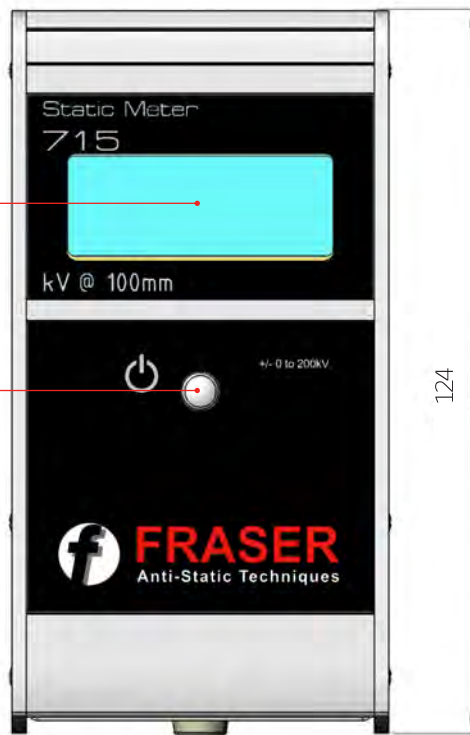 Static Meter
715
kV @ 100mm
+/- 0 to 200kV
f FRASER
Anti-Static Techniques
124